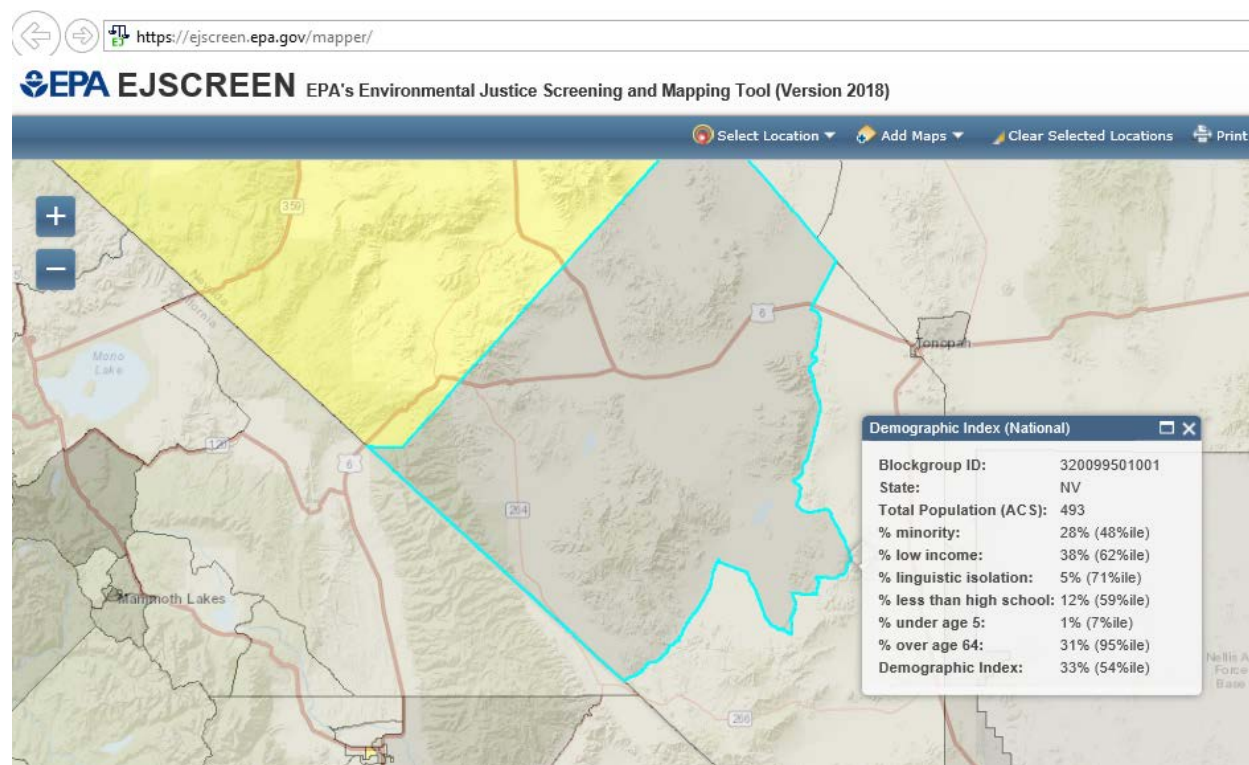 https://ejscreen.epa.gov/mapper/
EPA EJSCREEN EPA's Environmental Justice Screening and Mapping Tool (Version 2018)
Select Location Add Maps Clear Selected Locations Print
+
−
359
Nevada
California
6
Tonopah
Mono
Lake
120
6
264
Mammoth Lakes
266
Demographic Index (National)
Blockgroup ID: 320099501001
State: NV
Total Population (ACS): 493
% minority: 28% (48%ile)
% low income: 38% (62%ile)
% linguistic isolation: 5% (71%ile)
% less than high school: 12% (59%ile)
% under age 5: 1% (7%ile)
% over age 64: 31% (95%ile)
Demographic Index: 33% (54%ile)
Nellis A
Force
Base